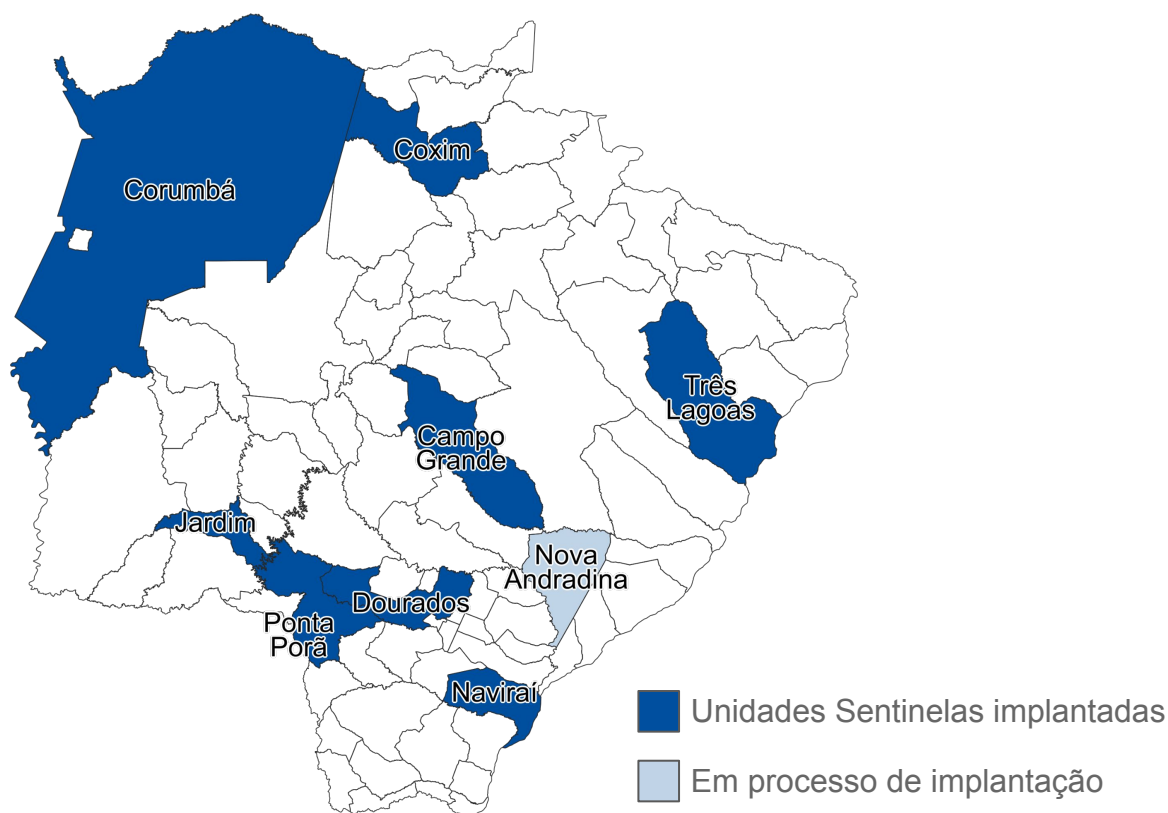 Coxim
Corumbá
Três
Lagoas
Campo
Grande
Jardim
Nova
Andradina
Dourados
Ponta
Porã
Naviraí
Unidades Sentinelas implantadas
Em processo de implantação